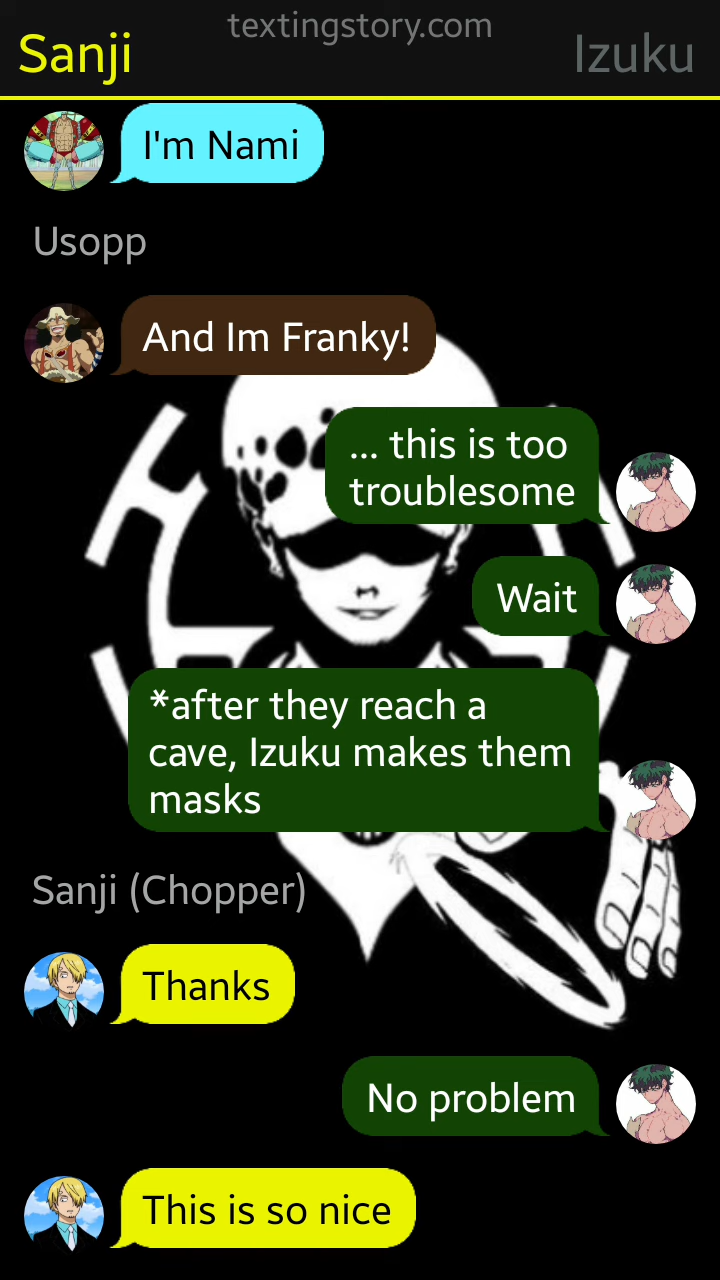 textingstory.com
Sanji
Izuku
I'm Nami
Usopp
And Im Franky!
... this is too
troublesome
Wait
*after they reach a
cave, Izuku makes them
masks
Sanji (Chopper)
Thanks
No problem
This is so nice